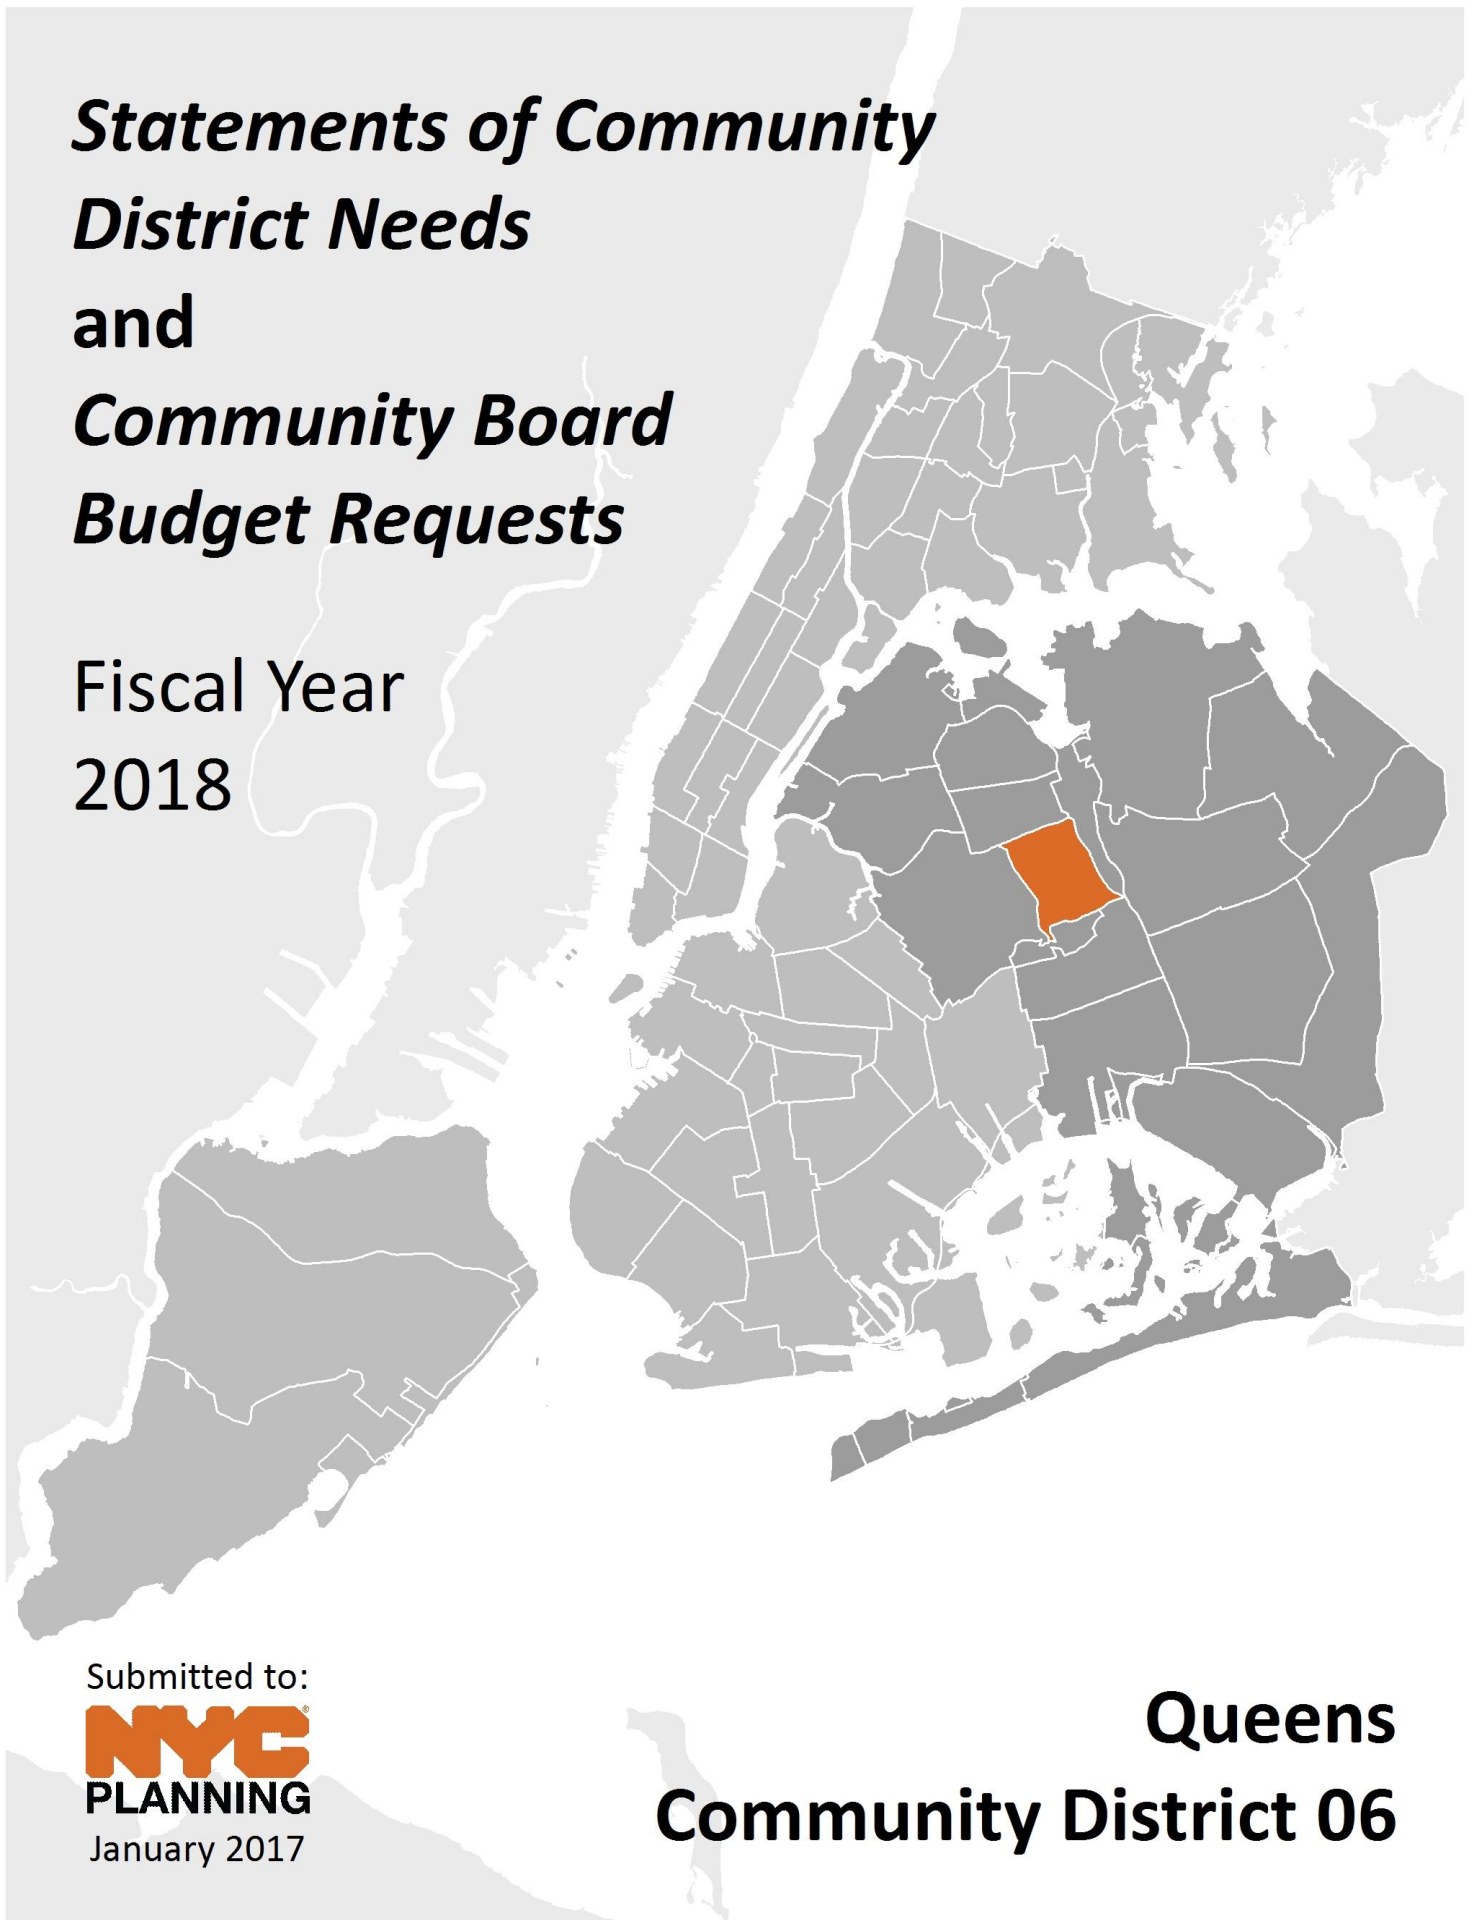 Statements of Community
District Needs
and
Community Board
Budget Requests
Fiscal Year
2018
Submitted to:
NYC®
PLANNING
January 2017
Queens
Community District 06